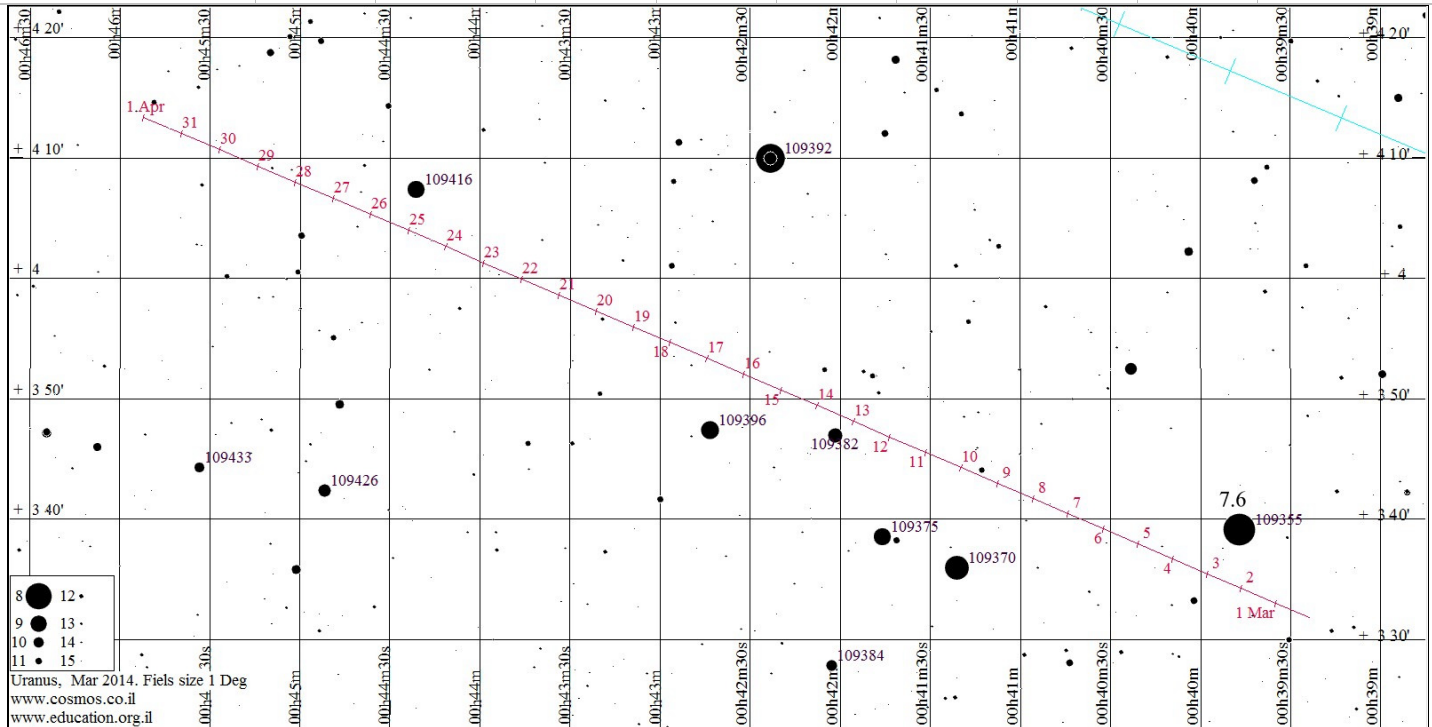 00h46m30
00h46m
00h45m30
00h45m
00h44m30
00h44m
00h43m30
00h43m
00h42m30
00h42m
00h41m30
00h41m
00h40m30
00h40m
00h39m30
00h39m
+ 4 20'
+ 4 20'
1 Apr
31
30
29
28
27
26
25
24
23
22
21
20
19
18
17
16
15
14
13
12
11
10
9
8
7
6
5
4
3
2
1 Mar
+ 4 10'
109416
109392
+ 4 10'
+ 4
+ 4
+ 3 50'
109396
109382
+ 3 50'
109433
109426
+ 3 40'
109375
109370
7.6
109355
+ 3 40'
8 12
9 13
10 14
11 15
109384
+ 3 30'
Uranus, Mar 2014. Fiels size 1 Deg
www.cosmos.co.il
www.education.org.il
00h45m
00h44m30s
00h44m
00h43m30s
00h43m
00h42m30s
00h42m
00h41m30s
00h41m
00h40m30s
00h40m
00h39m30s
00h39m